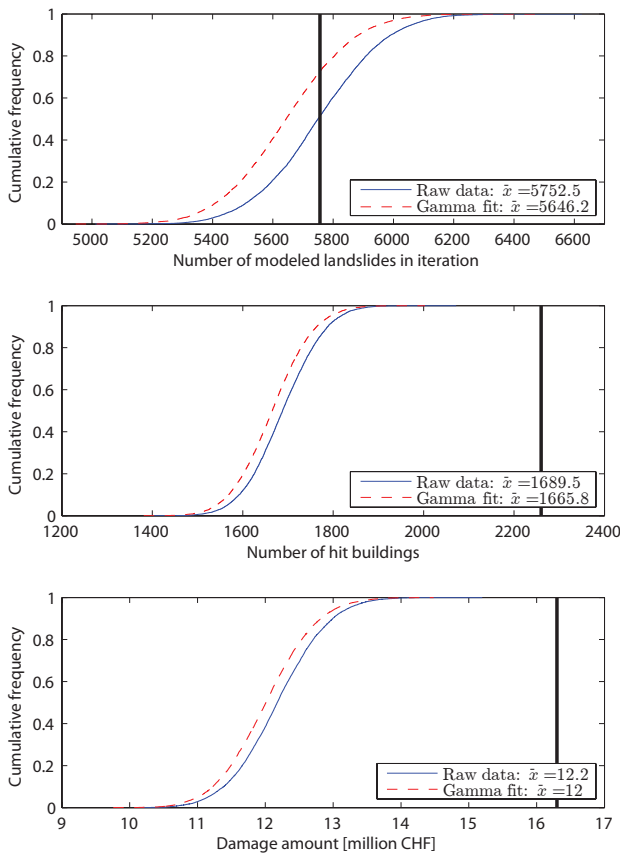 Cumulative frequency
1
0.8
0.6
0.4
0.2
0
5000 5200 5400 5600 5800 6000 6200 6400 6600
Number of modeled landslides in iteration
Raw data: x̃ =5752.5
Gamma fit: x̃ =5646.2
Cumulative frequency
1
0.8
0.6
0.4
0.2
0
1200 1400 1600 1800 2000 2200 2400
Number of hit buildings
Raw data: x̃ =1689.5
Gamma fit: x̃ =1665.8
Cumulative frequency
1
0.8
0.6
0.4
0.2
0
9 10 11 12 13 14 15 16 17
Damage amount [million CHF]
Raw data: x̃ =12.2
Gamma fit: x̃ =12